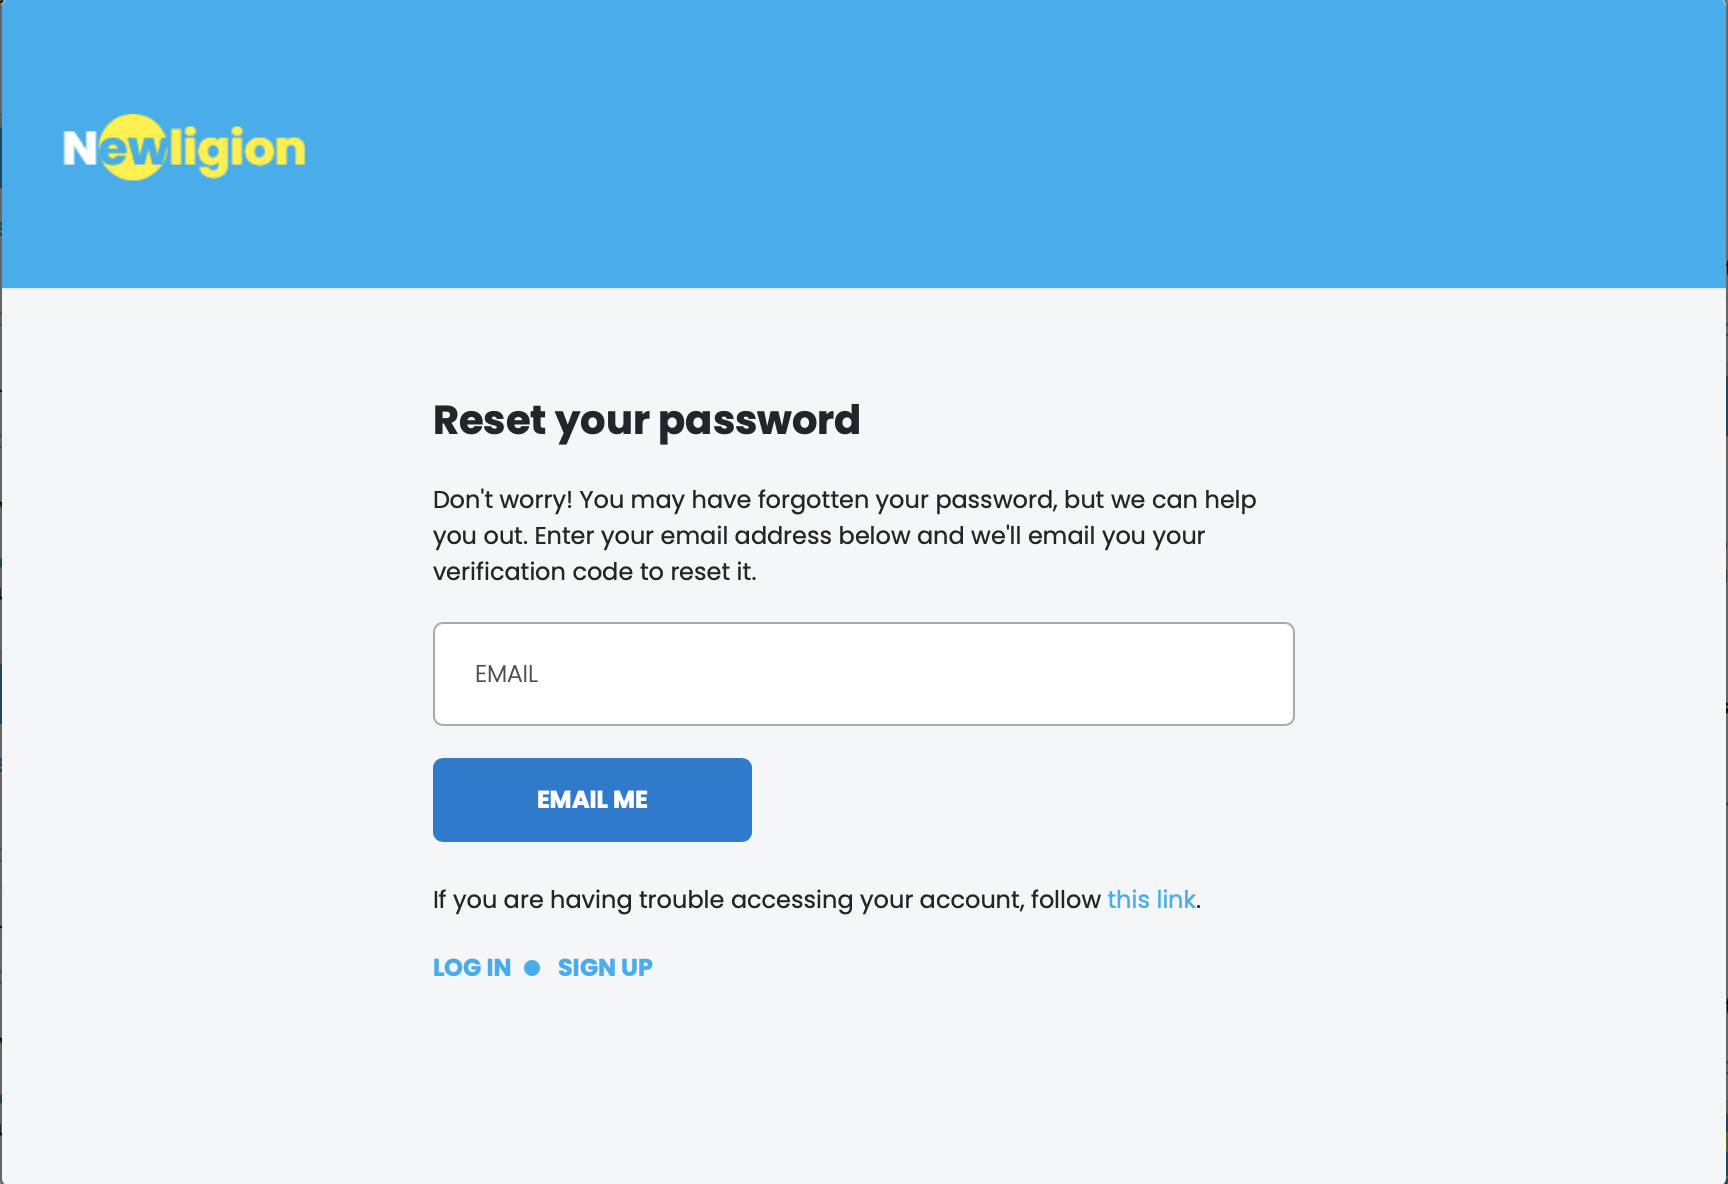 Newligion
Reset your password
Don't worry! You may have forgotten your password, but we can help
you out. Enter your email address below and we'll email you your
verification code to reset it.
EMAIL
EMAIL ME
If you are having trouble accessing your account, follow this link.
LOG IN ● SIGN UP